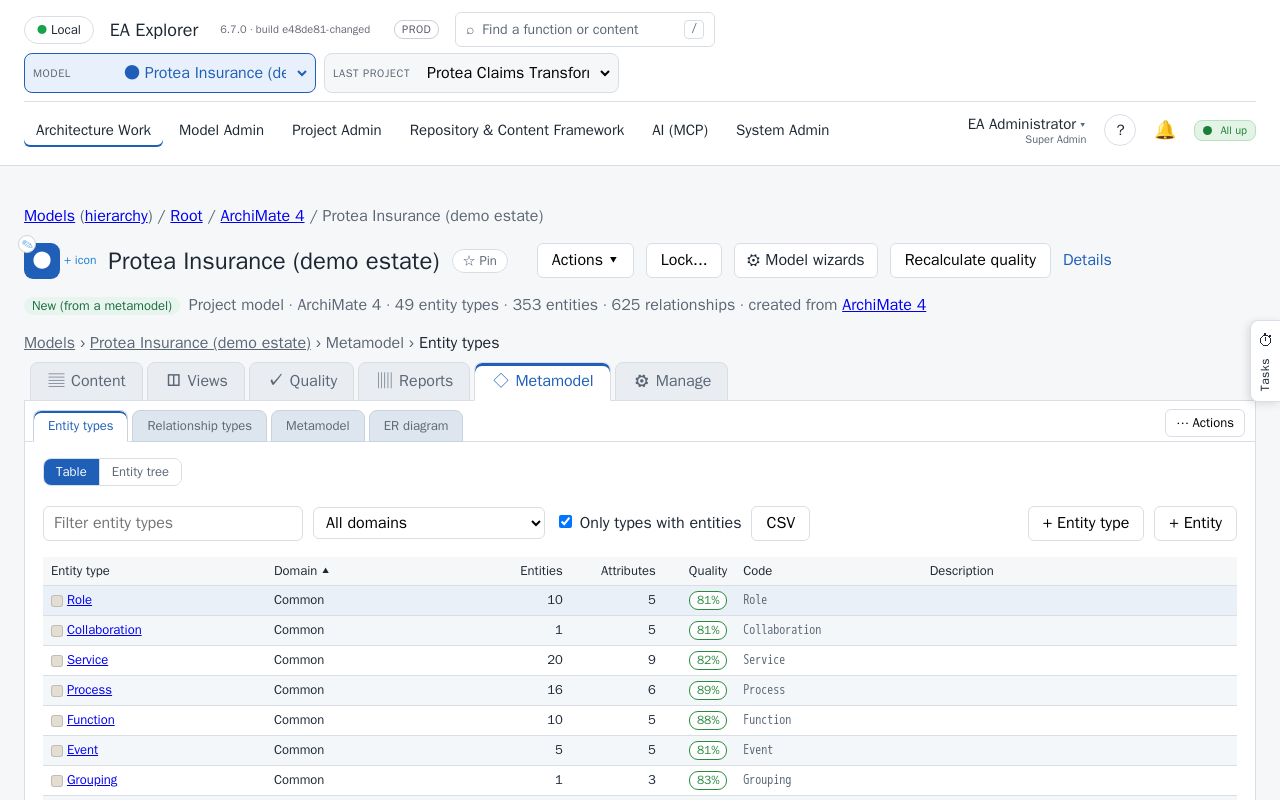 Local EA Explorer 6.7.0 · build e48de81-changed PROD Find a function or content /
MODEL Protea Insurance (de LAST PROJECT Protea Claims Transfor
Architecture Work Model Admin Project Admin Repository & Content Framework AI (MCP) System Admin EA Administrator ? All up
Super Admin
Models (hierarchy) / Root / ArchiMate 4 / Protea Insurance (demo estate)
+ icon Protea Insurance (demo estate) ☆ Pin Actions ▾ Lock... ⚙ Model wizards Recalculate quality Details
New (from a metamodel) Project model · ArchiMate 4 · 49 entity types · 353 entities · 625 relationships · created from ArchiMate 4
Models › Protea Insurance (demo estate) › Metamodel › Entity types
Tasks
Content Views Quality Reports Metamodel Manage
Entity types Relationship types Metamodel ER diagram ··· Actions
Table Entity tree
Filter entity types All domains Only types with entities CSV + Entity type + Entity
Entity type Domain ▲ Entities Attributes Quality Code Description
Role Common 10 5 81% Role
Collaboration Common 1 5 81% Collaboration
Service Common 20 9 82% Service
Process Common 16 6 89% Process
Function Common 10 5 88% Function
Event Common 5 5 81% Event
Grouping Common 1 3 83% Grouping